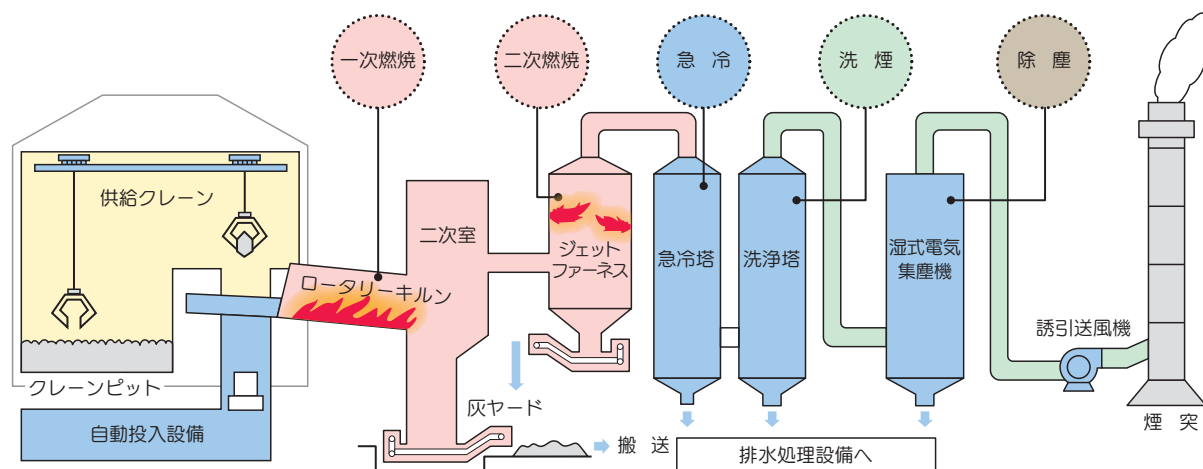 一次燃焼
二次燃焼
急 冷
洗 煙
除 塵
供給クレーン
二次室
ロータリーキルン
ジェット
ファーネス
急冷塔
洗浄塔
湿式電気
集塵機
誘引送風機
クレーンピット
自動投入設備
灰ヤード
搬 送
排水処理設備へ
煙 突